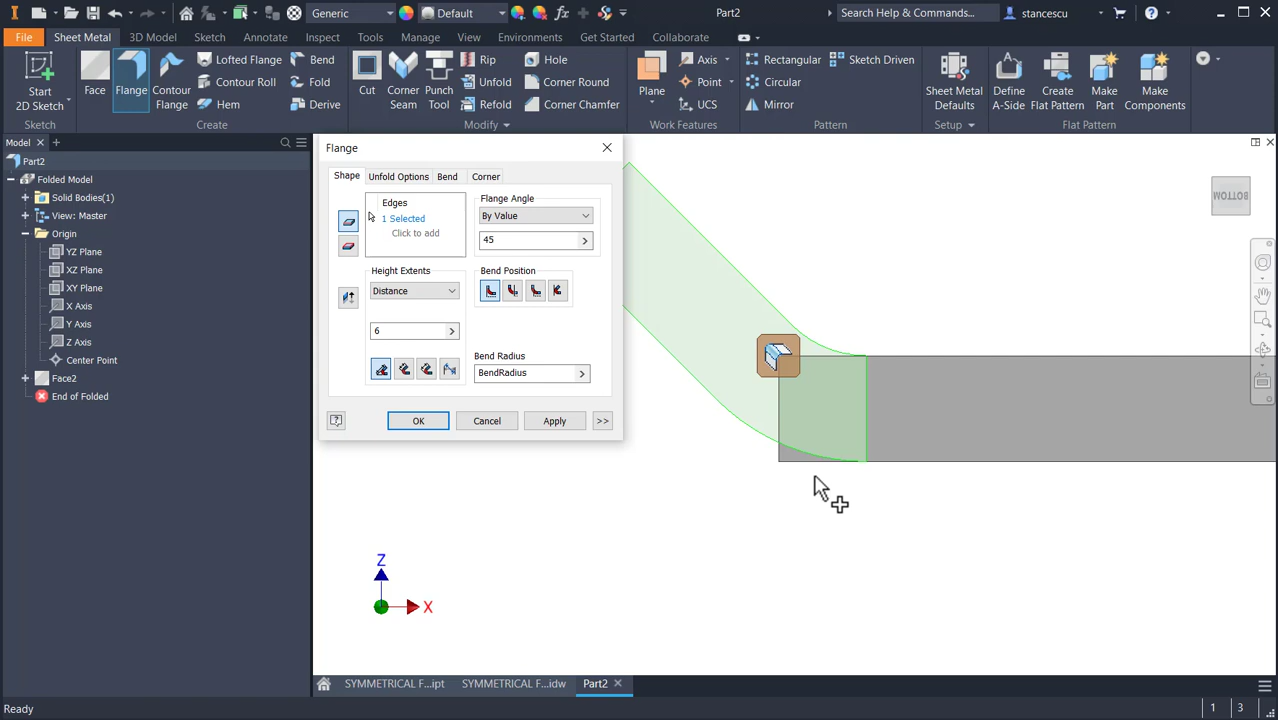 Generic
Default
fx
Part2
Search Help & Commands...
stancescu
File
Sheet Metal
3D Model
Sketch
Annotate
Inspect
Tools
Manage
View
Environments
Get Started
Collaborate
Start
2D Sketch
Face
Flange
Contour
Flange
Lofted Flange
Contour Roll
Hem
Bend
Fold
Derive
Cut
Corner
Seam
Punch
Tool
Rip
Unfold
Refold
Hole
Corner Round
Corner Chamfer
Plane
Axis
Point
UCS
Rectangular
Circular
Mirror
Sketch Driven
Sheet Metal
Defaults
Define
A-Side
Create
Flat Pattern
Make
Part
Make
Components
Sketch
Create
Modify
Work Features
Pattern
Setup
Flat Pattern
Model
Part2
Folded Model
Solid Bodies(1)
View: Master
Origin
YZ Plane
XZ Plane
XY Plane
X Axis
Y Axis
Z Axis
Center Point
Face2
End of Folded
Flange
Shape
Unfold Options
Bend
Corner
Edges
1 Selected
Click to add
Flange Angle
By Value
45
Height Extents
Distance
6
Bend Position
Bend Radius
BendRadius
OK
Cancel
Apply
>>
BOTTOM
Z
X
SYMMETRICAL F...ipt
SYMMETRICAL F...idw
Part2
Ready
1
3